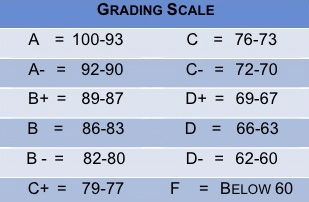 GRADING SCALE
A = 100-93 C = 76-73
A- = 92-90 C- = 72-70
B+ = 89-87 D+ = 69-67
B = 86-83 D = 66-63
B - = 82-80 D- = 62-60
C+ = 79-77 F = BELOW 60